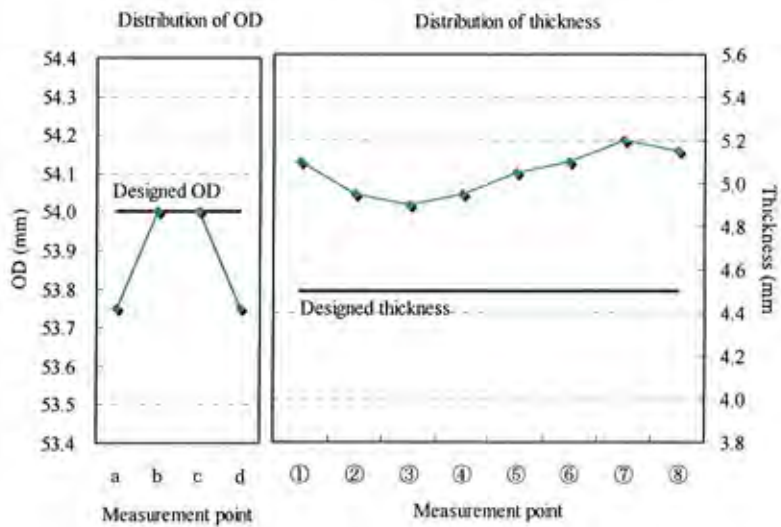 Distribution of OD
Distribution of thickness
54.4
54.3
54.2
54.1
54.0
53.9
53.8
53.7
53.6
53.5
53.4
OD (mm)
Designed OD
a b c d
Measurement point
5.6
5.4
5.2
5.0
4.8
4.6
4.4
4.2
4.0
3.8
Thickness (mm
Designed thickness
① ② ③ ④ ⑤ ⑥ ⑦ ⑧
Measurement point